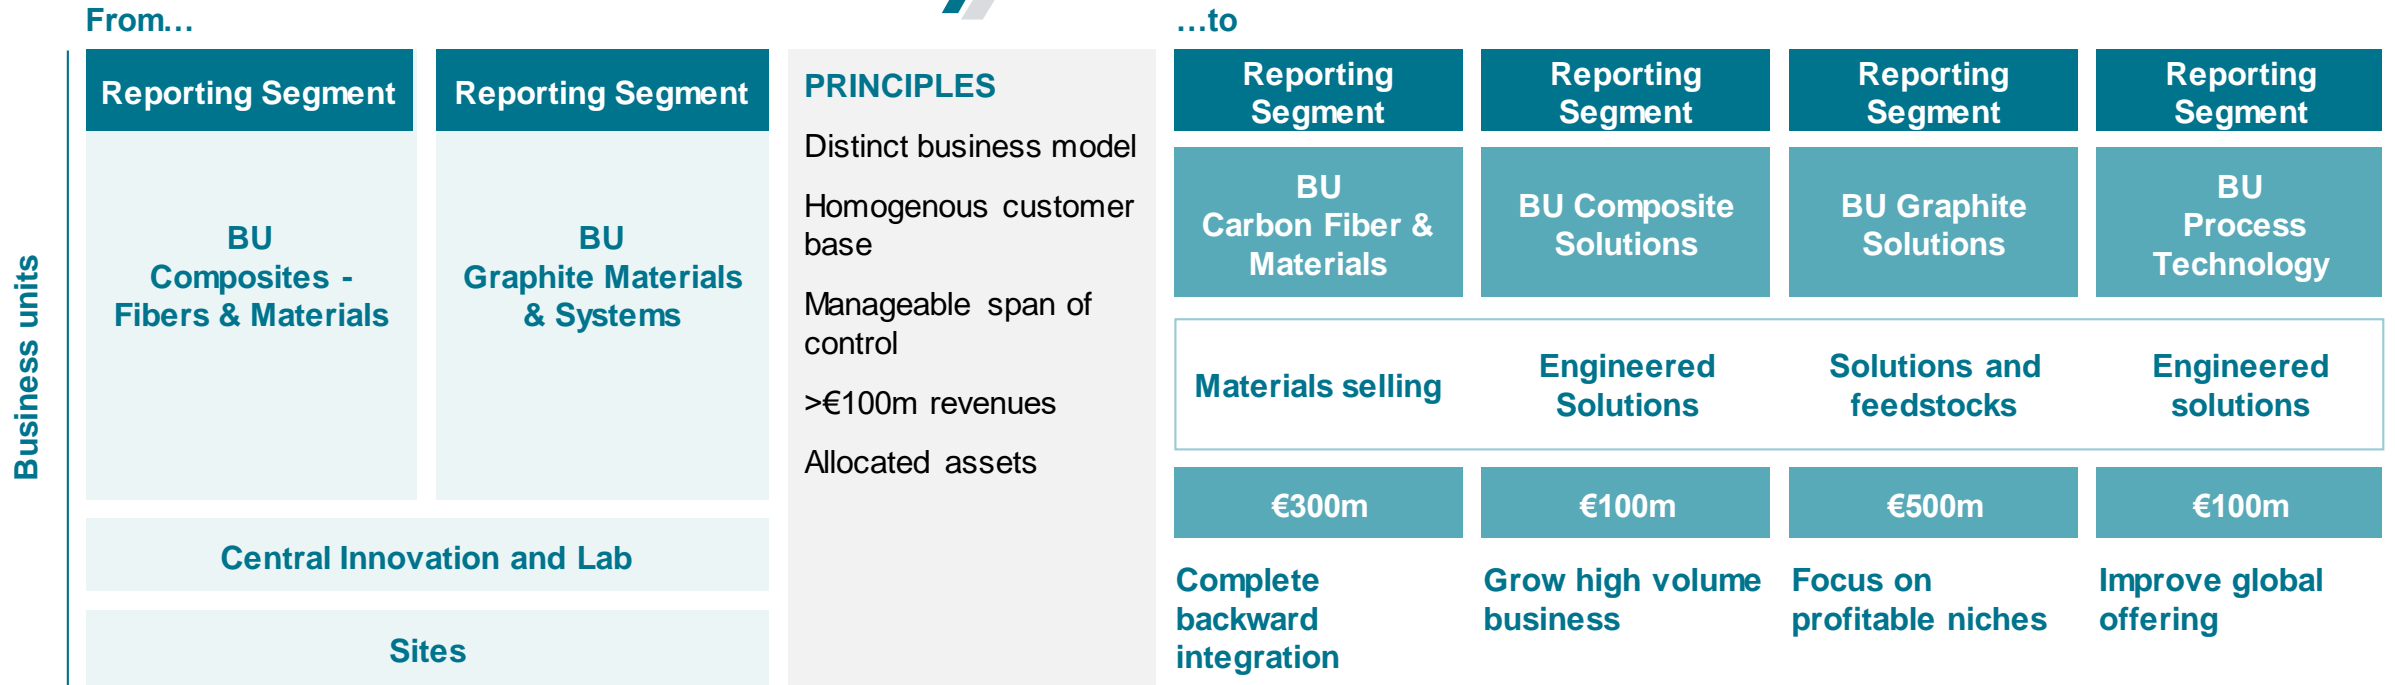 From…
…to
Business units
Reporting Segment
BU
Composites -
Fibers & Materials
Reporting Segment
BU
Graphite Materials
& Systems
Central Innovation and Lab
Sites
PRINCIPLES
Distinct business model
Homogenous customer
base
Manageable span of
control
>€100m revenues
Allocated assets
Reporting
Segment
Reporting
Segment
Reporting
Segment
Reporting
Segment
BU
Carbon Fiber &
Materials
BU Composite
Solutions
BU Graphite
Solutions
BU
Process
Technology
Materials selling
Engineered
Solutions
Solutions and
feedstocks
Engineered
solutions
€300m
€100m
€500m
€100m
Complete
backward
integration
Grow high volume
business
Focus on
profitable niches
Improve global
offering